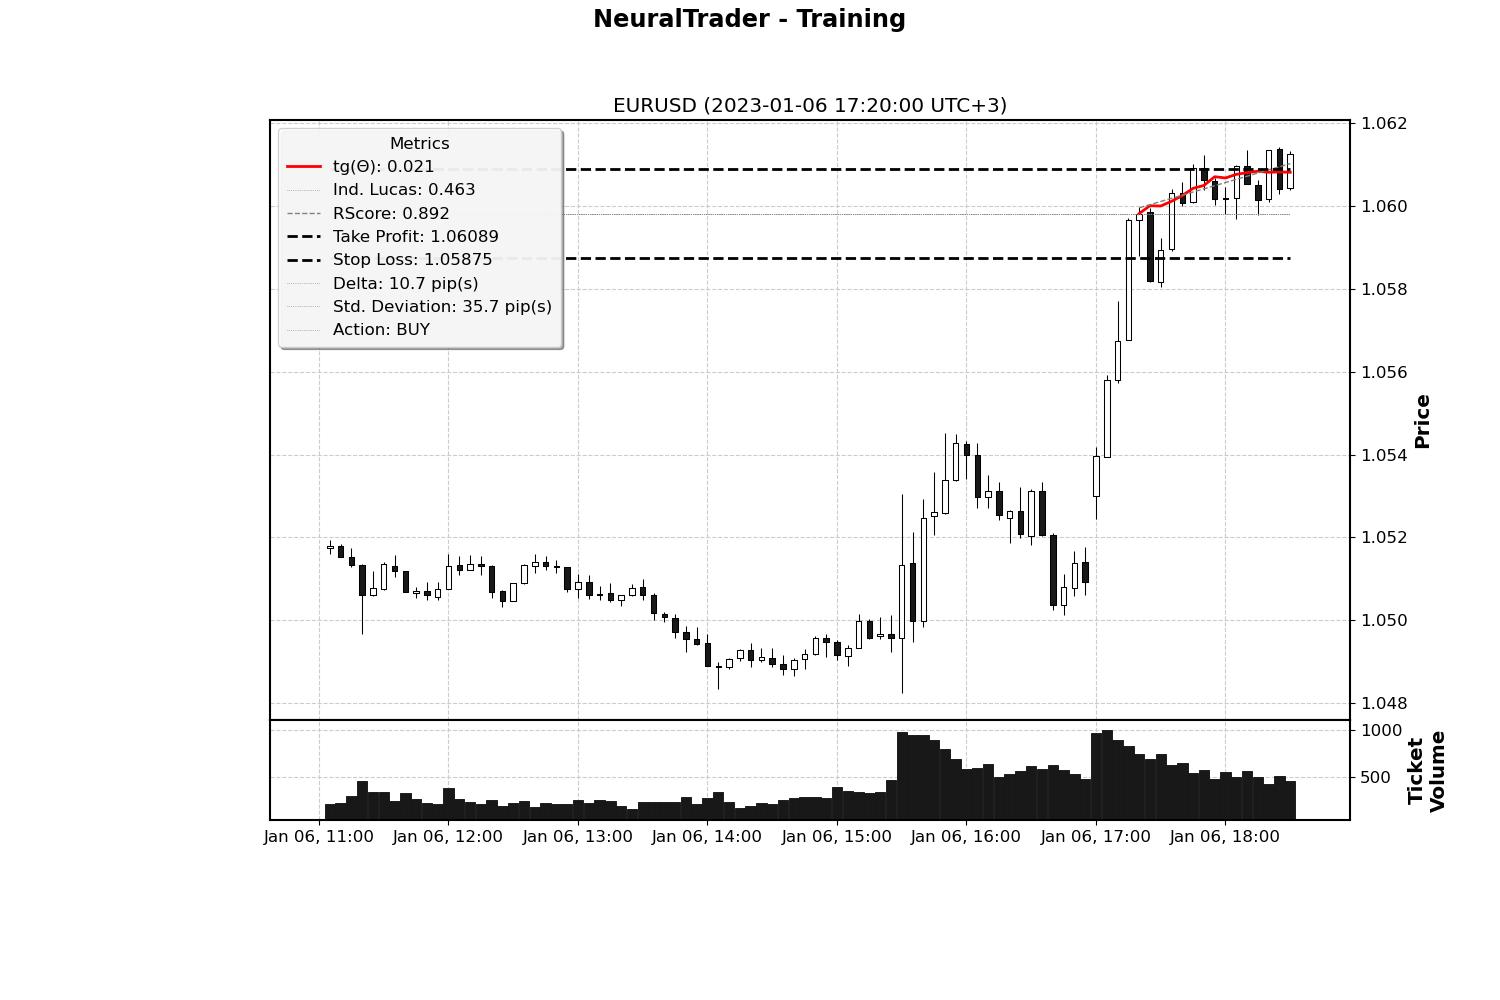 NeuralTrader - Training
EURUSD (2023-01-06 17:20:00 UTC+3)
Metrics
tg(Θ): 0.021
Ind. Lucas: 0.463
RScore: 0.892
Take Profit: 1.06089
Stop Loss: 1.05875
Delta: 10.7 pip(s)
Std. Deviation: 35.7 pip(s)
Action: BUY
1.062
1.060
1.058
1.056
1.054
1.052
1.050
1.048
Price
1000
500
Ticket
Volume
Jan 06, 11:00 Jan 06, 12:00 Jan 06, 13:00 Jan 06, 14:00 Jan 06, 15:00 Jan 06, 16:00 Jan 06, 17:00 Jan 06, 18:00